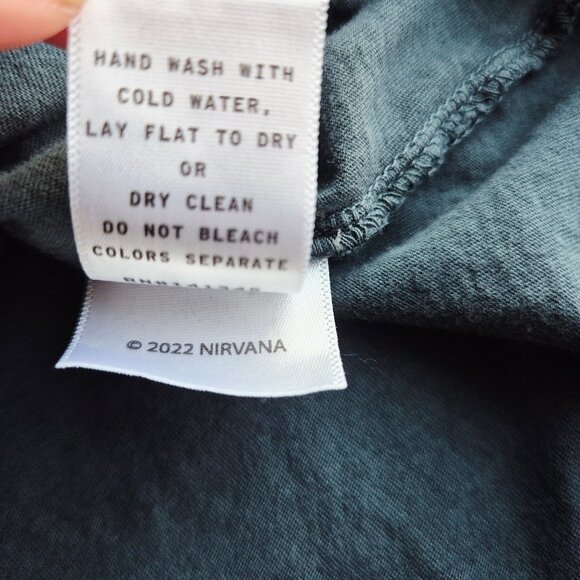 HAND WASH WITH
COLD WATER,
LAY FLAT TO DRY
OR
DRY CLEAN
DO NOT BLEACH
COLORS SEPARATE
© 2022 NIRVANA